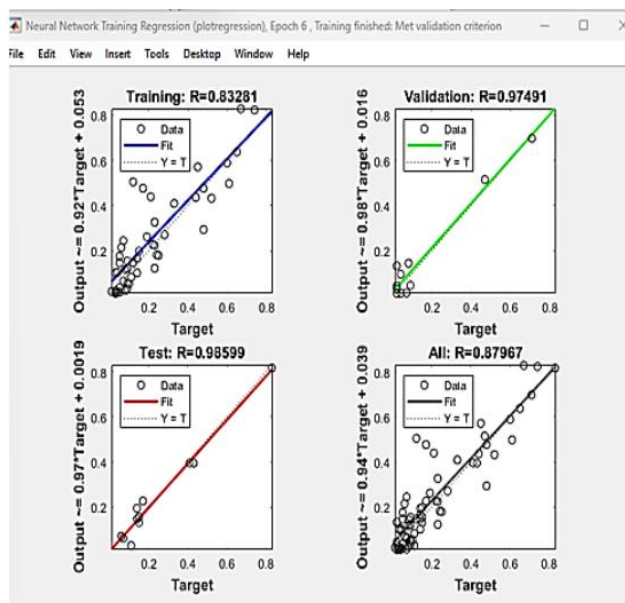 Neural Network Training Regression (plotregression), Epoch 6 , Training finished: Met validation criterion
File Edit View Insert Tools Desktop Window Help
Training: R=0.83281
Output ~= 0.92*Target + 0.053
0.8
0.6
0.4
0.2
Data
Fit
Y = T
0.2 0.4 0.6 0.8
Target
Validation: R=0.97491
Output ~= 0.98*Target + 0.016
0.8
0.6
0.4
0.2
Data
Fit
Y = T
0.2 0.4 0.6 0.8
Target
Test: R=0.98599
Output ~= 0.97*Target + 0.0019
0.8
0.6
0.4
0.2
Data
Fit
Y = T
0.2 0.4 0.6 0.8
Target
All: R=0.87967
Output ~= 0.94*Target + 0.039
0.8
0.6
0.4
0.2
Data
Fit
Y = T
0.2 0.4 0.6 0.8
Target